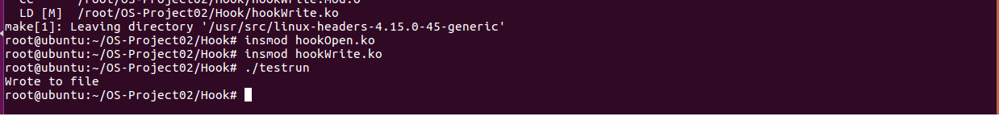 CC      /root/OS-Project02/Hook/hookWrite.mod.o
LD [M]  /root/OS-Project02/Hook/hookWrite.ko
make[1]: Leaving directory '/usr/src/linux-headers-4.15.0-45-generic'
root@ubuntu:~/OS-Project02/Hook# insmod hookOpen.ko
root@ubuntu:~/OS-Project02/Hook# insmod hookWrite.ko
root@ubuntu:~/OS-Project02/Hook# ./testrun
Wrote to file
root@ubuntu:~/OS-Project02/Hook#